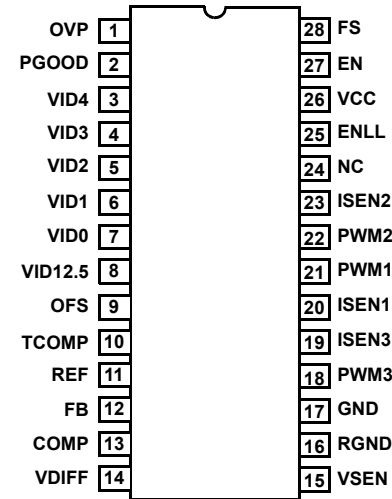 OVP 1 28 FS
PGOOD 2 27 EN
VID4 3 26 VCC
VID3 4 25 ENLL
VID2 5 24 NC
VID1 6 23 ISEN2
VID0 7 22 PWM2
VID12.5 8 21 PWM1
OFS 9 20 ISEN1
TCOMP 10 19 ISEN3
REF 11 18 PWM3
FB 12 17 GND
COMP 13 16 RGND
VDIFF 14 15 VSEN